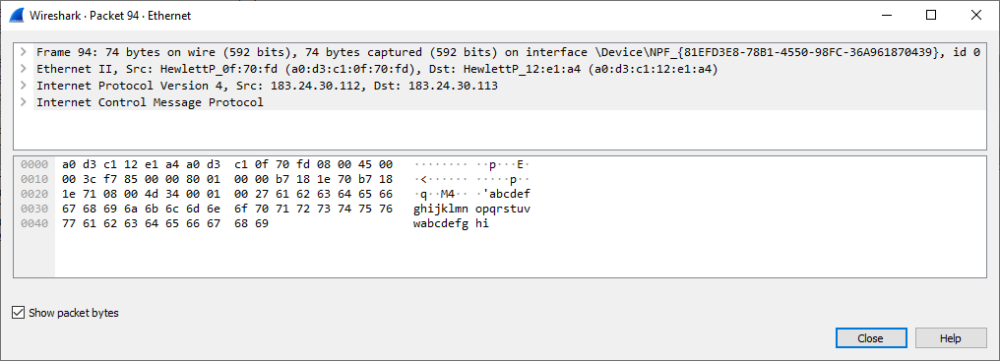 Wireshark · Packet 94 · Ethernet
Frame 94: 74 bytes on wire (592 bits), 74 bytes captured (592 bits) on interface \Device\NPF_{81EFD3E8-78B1-4550-98FC-36A961870439}, id 0
Ethernet II, Src: HewlettP_0f:70:fd (a0:d3:c1:0f:70:fd), Dst: HewlettP_12:e1:a4 (a0:d3:c1:12:e1:a4)
Internet Protocol Version 4, Src: 183.24.30.112, Dst: 183.24.30.113
Internet Control Message Protocol
0000 a0 d3 c1 12 e1 a4 a0 d3 c1 0f 70 fd 08 00 45 00 ········ ··p···E·
0010 00 3c f7 85 00 00 80 01 00 00 b7 18 1e 70 b7 18 ·<······ ·····p··
0020 1e 71 08 00 4d 34 00 01 00 27 61 62 63 64 65 66 ·q··M4·· ·'abcdef
0030 67 68 69 6a 6b 6c 6d 6e 6f 70 71 72 73 74 75 76 ghijklmn opqrstuv
0040 77 61 62 63 64 65 66 67 68 69 wabcdefg hi
Show packet bytes
Close Help